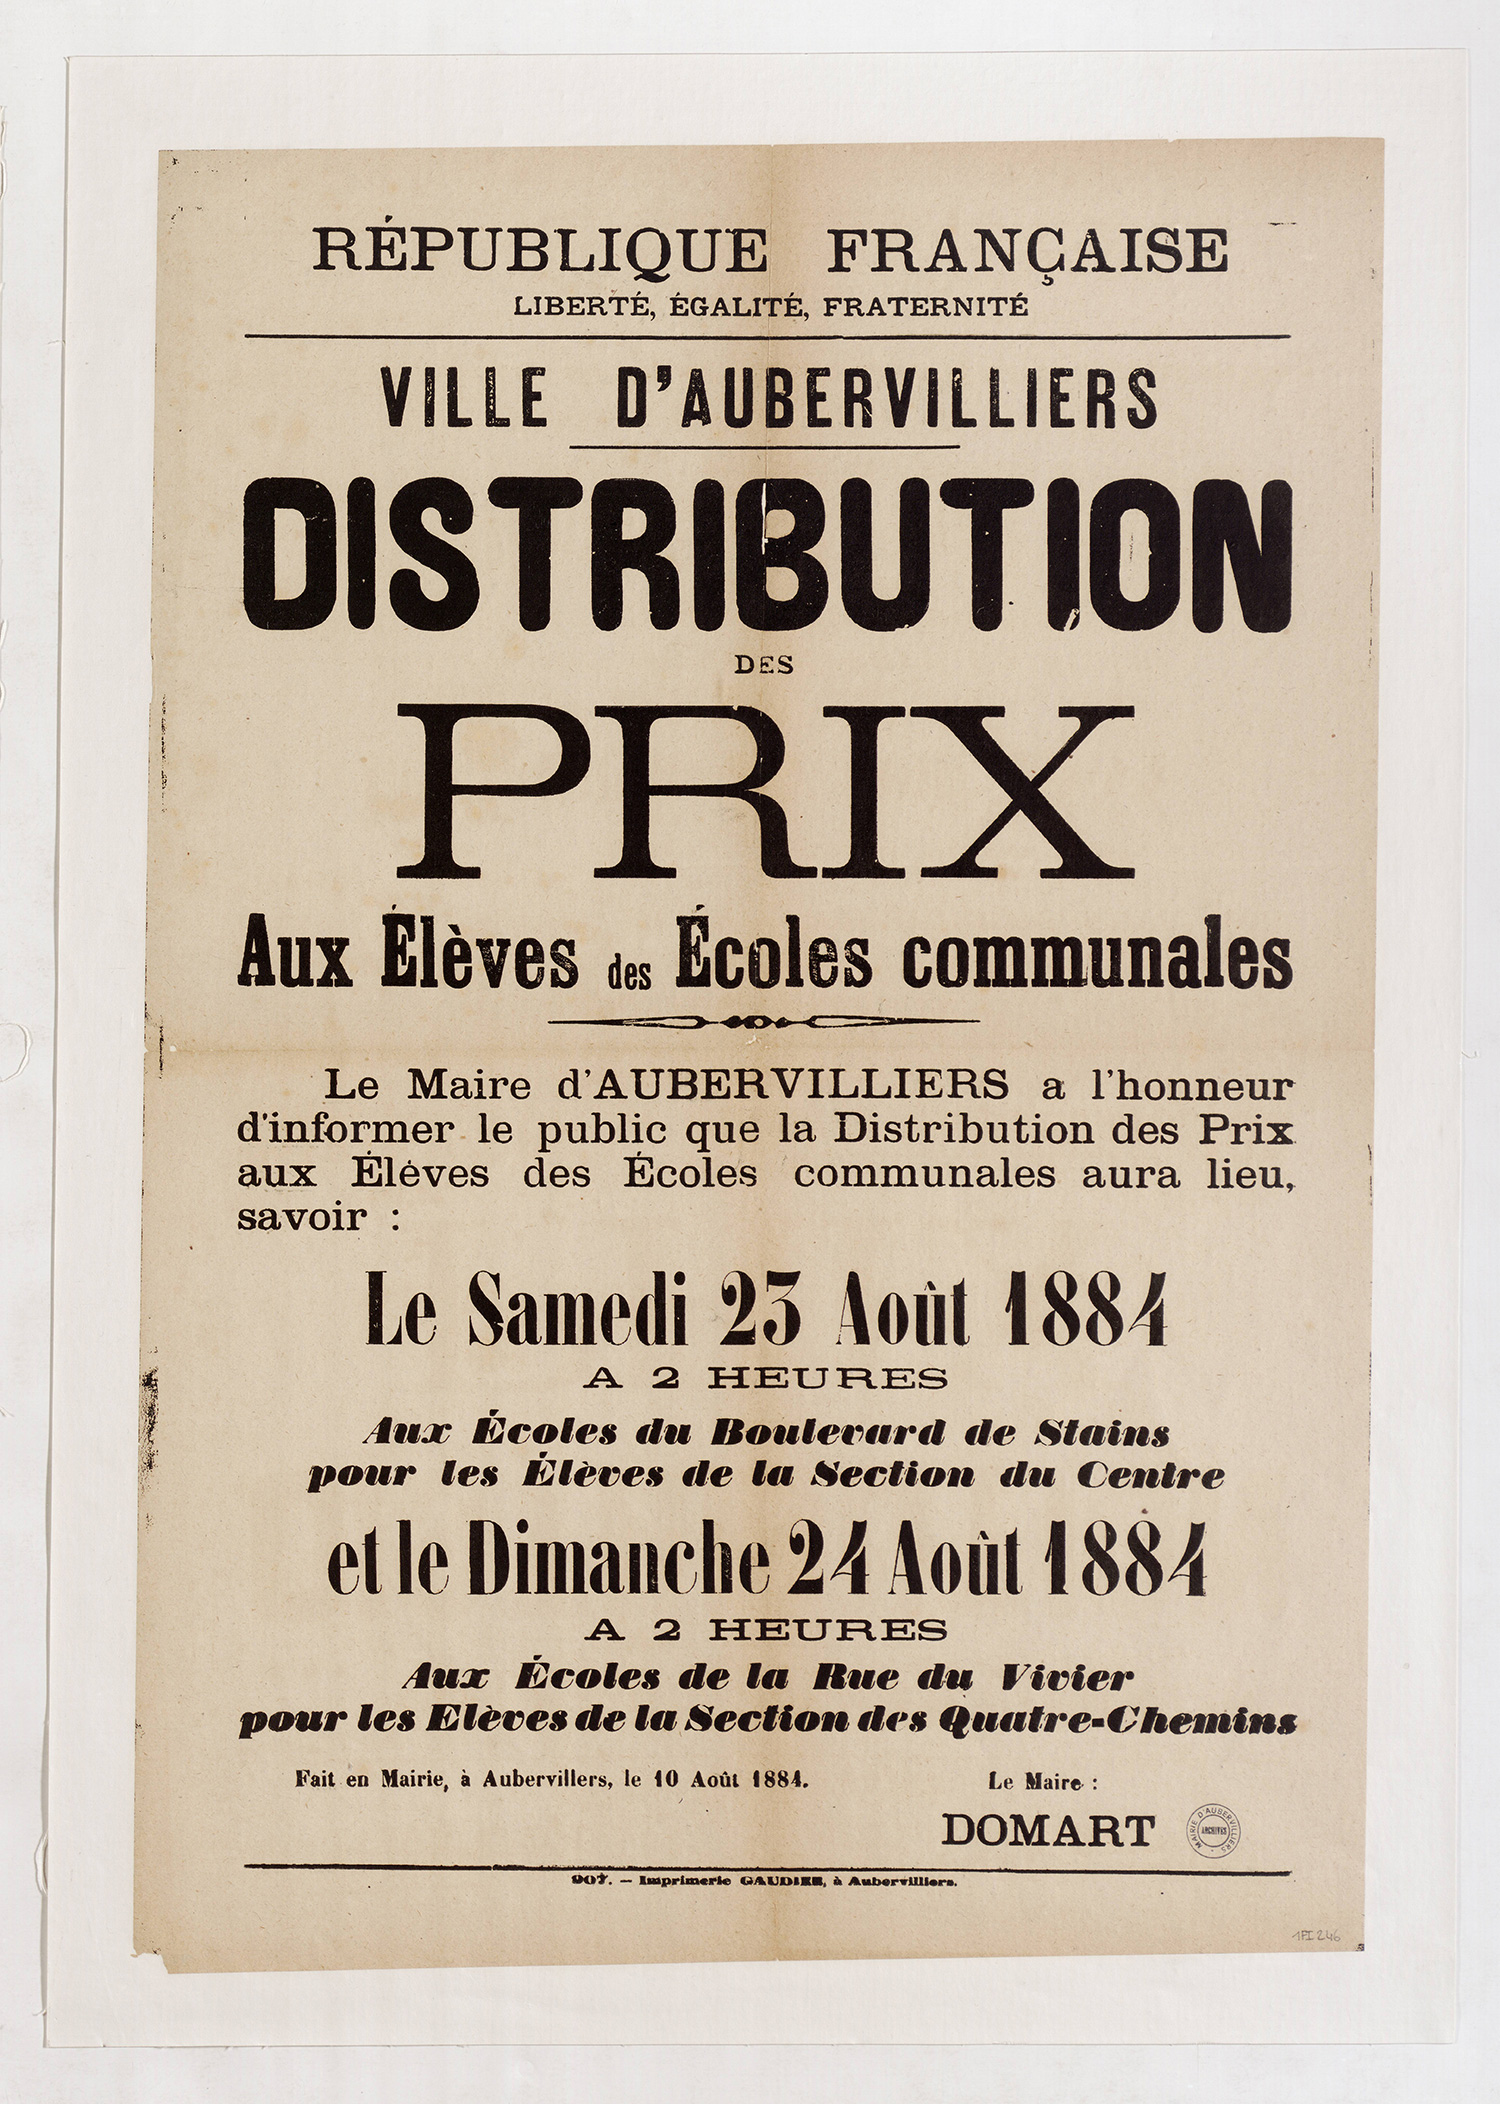 RÉPUBLIQUE FRANÇAISE
LIBERTÉ, ÉGALITÉ, FRATERNITÉ
VILLE D'AUBERVILLIERS
DISTRIBUTION
DES
PRIX
Aux Élèves des Écoles communales
Le Maire d'AUBERVILLIERS a l'honneur
d'informer le public que la Distribution des Prix
aux Élèves des Écoles communales aura lieu,
savoir :
Le Samedi 23 Août 1884
A 2 HEURES
Aux Écoles du Boulevard de Stains
pour les Élèves de la Section du Centre
et le Dimanche 24 Août 1884
A 2 HEURES
Aux Écoles de la Rue du Vivier
pour les Elèves de la Section des Quatre-Chemins
Fait en Mairie, à Aubervillers, le 10 Août 1884.
Le Maire :
DOMART
MAIRIE D'AUBERVILLIERS
ARCHIVES
907. — Imprimerie GAUDIER, à Aubervilliers.
1FI 246